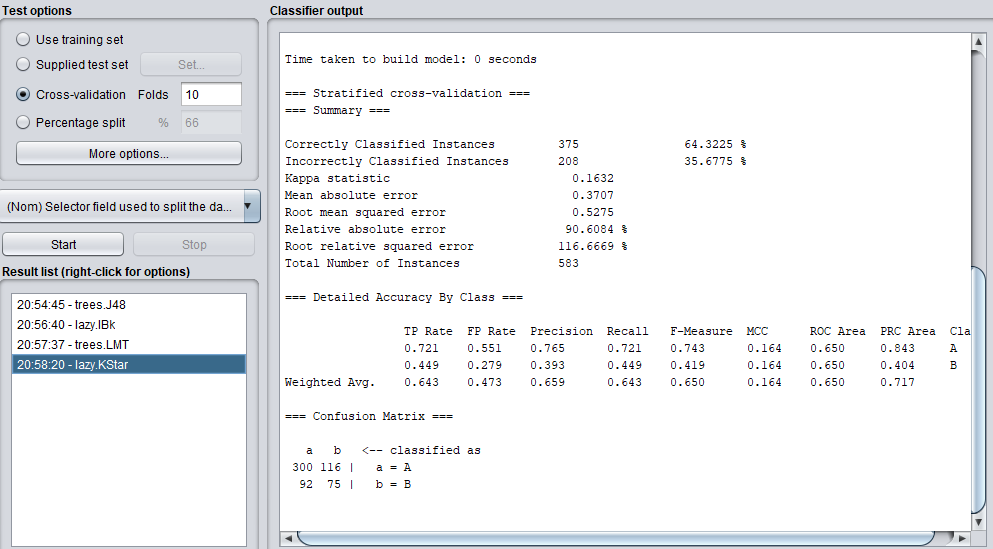 Test options
Use training set
Supplied test set Set...
Cross-validation Folds 10
Percentage split % 66
More options...
(Nom) Selector field used to split the da...
Start Stop
Result list (right-click for options)
20:54:45 - trees.J48
20:56:40 - lazy.IBk
20:57:37 - trees.LMT
20:58:20 - lazy.KStar
Classifier output
Time taken to build model: 0 seconds
=== Stratified cross-validation ===
=== Summary ===
Correctly Classified Instances 375 64.3225 %
Incorrectly Classified Instances 208 35.6775 %
Kappa statistic 0.1632
Mean absolute error 0.3707
Root mean squared error 0.5275
Relative absolute error 90.6084 %
Root relative squared error 116.6669 %
Total Number of Instances 583
=== Detailed Accuracy By Class ===
TP Rate FP Rate Precision Recall F-Measure MCC ROC Area PRC Area Cla
0.721 0.551 0.765 0.721 0.743 0.164 0.650 0.843 A
0.449 0.279 0.393 0.449 0.419 0.164 0.650 0.404 B
Weighted Avg. 0.643 0.473 0.659 0.643 0.650 0.164 0.650 0.717
=== Confusion Matrix ===
a b <-- classified as
300 116 | a = A
92 75 | b = B